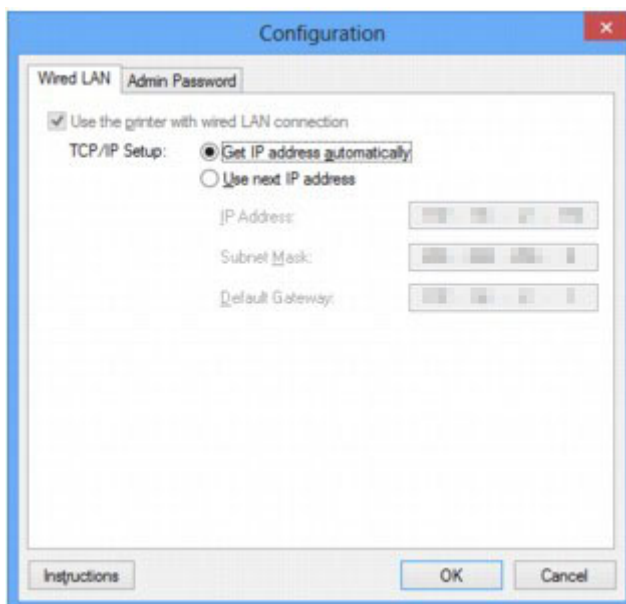 Configuration
Wired LAN
Admin Password
Use the printer with wired LAN connection
TCP/IP Setup:
Get IP address automatically
Use next IP address
IP Address:
Subnet Mask:
Default Gateway:
Instructions
OK
Cancel